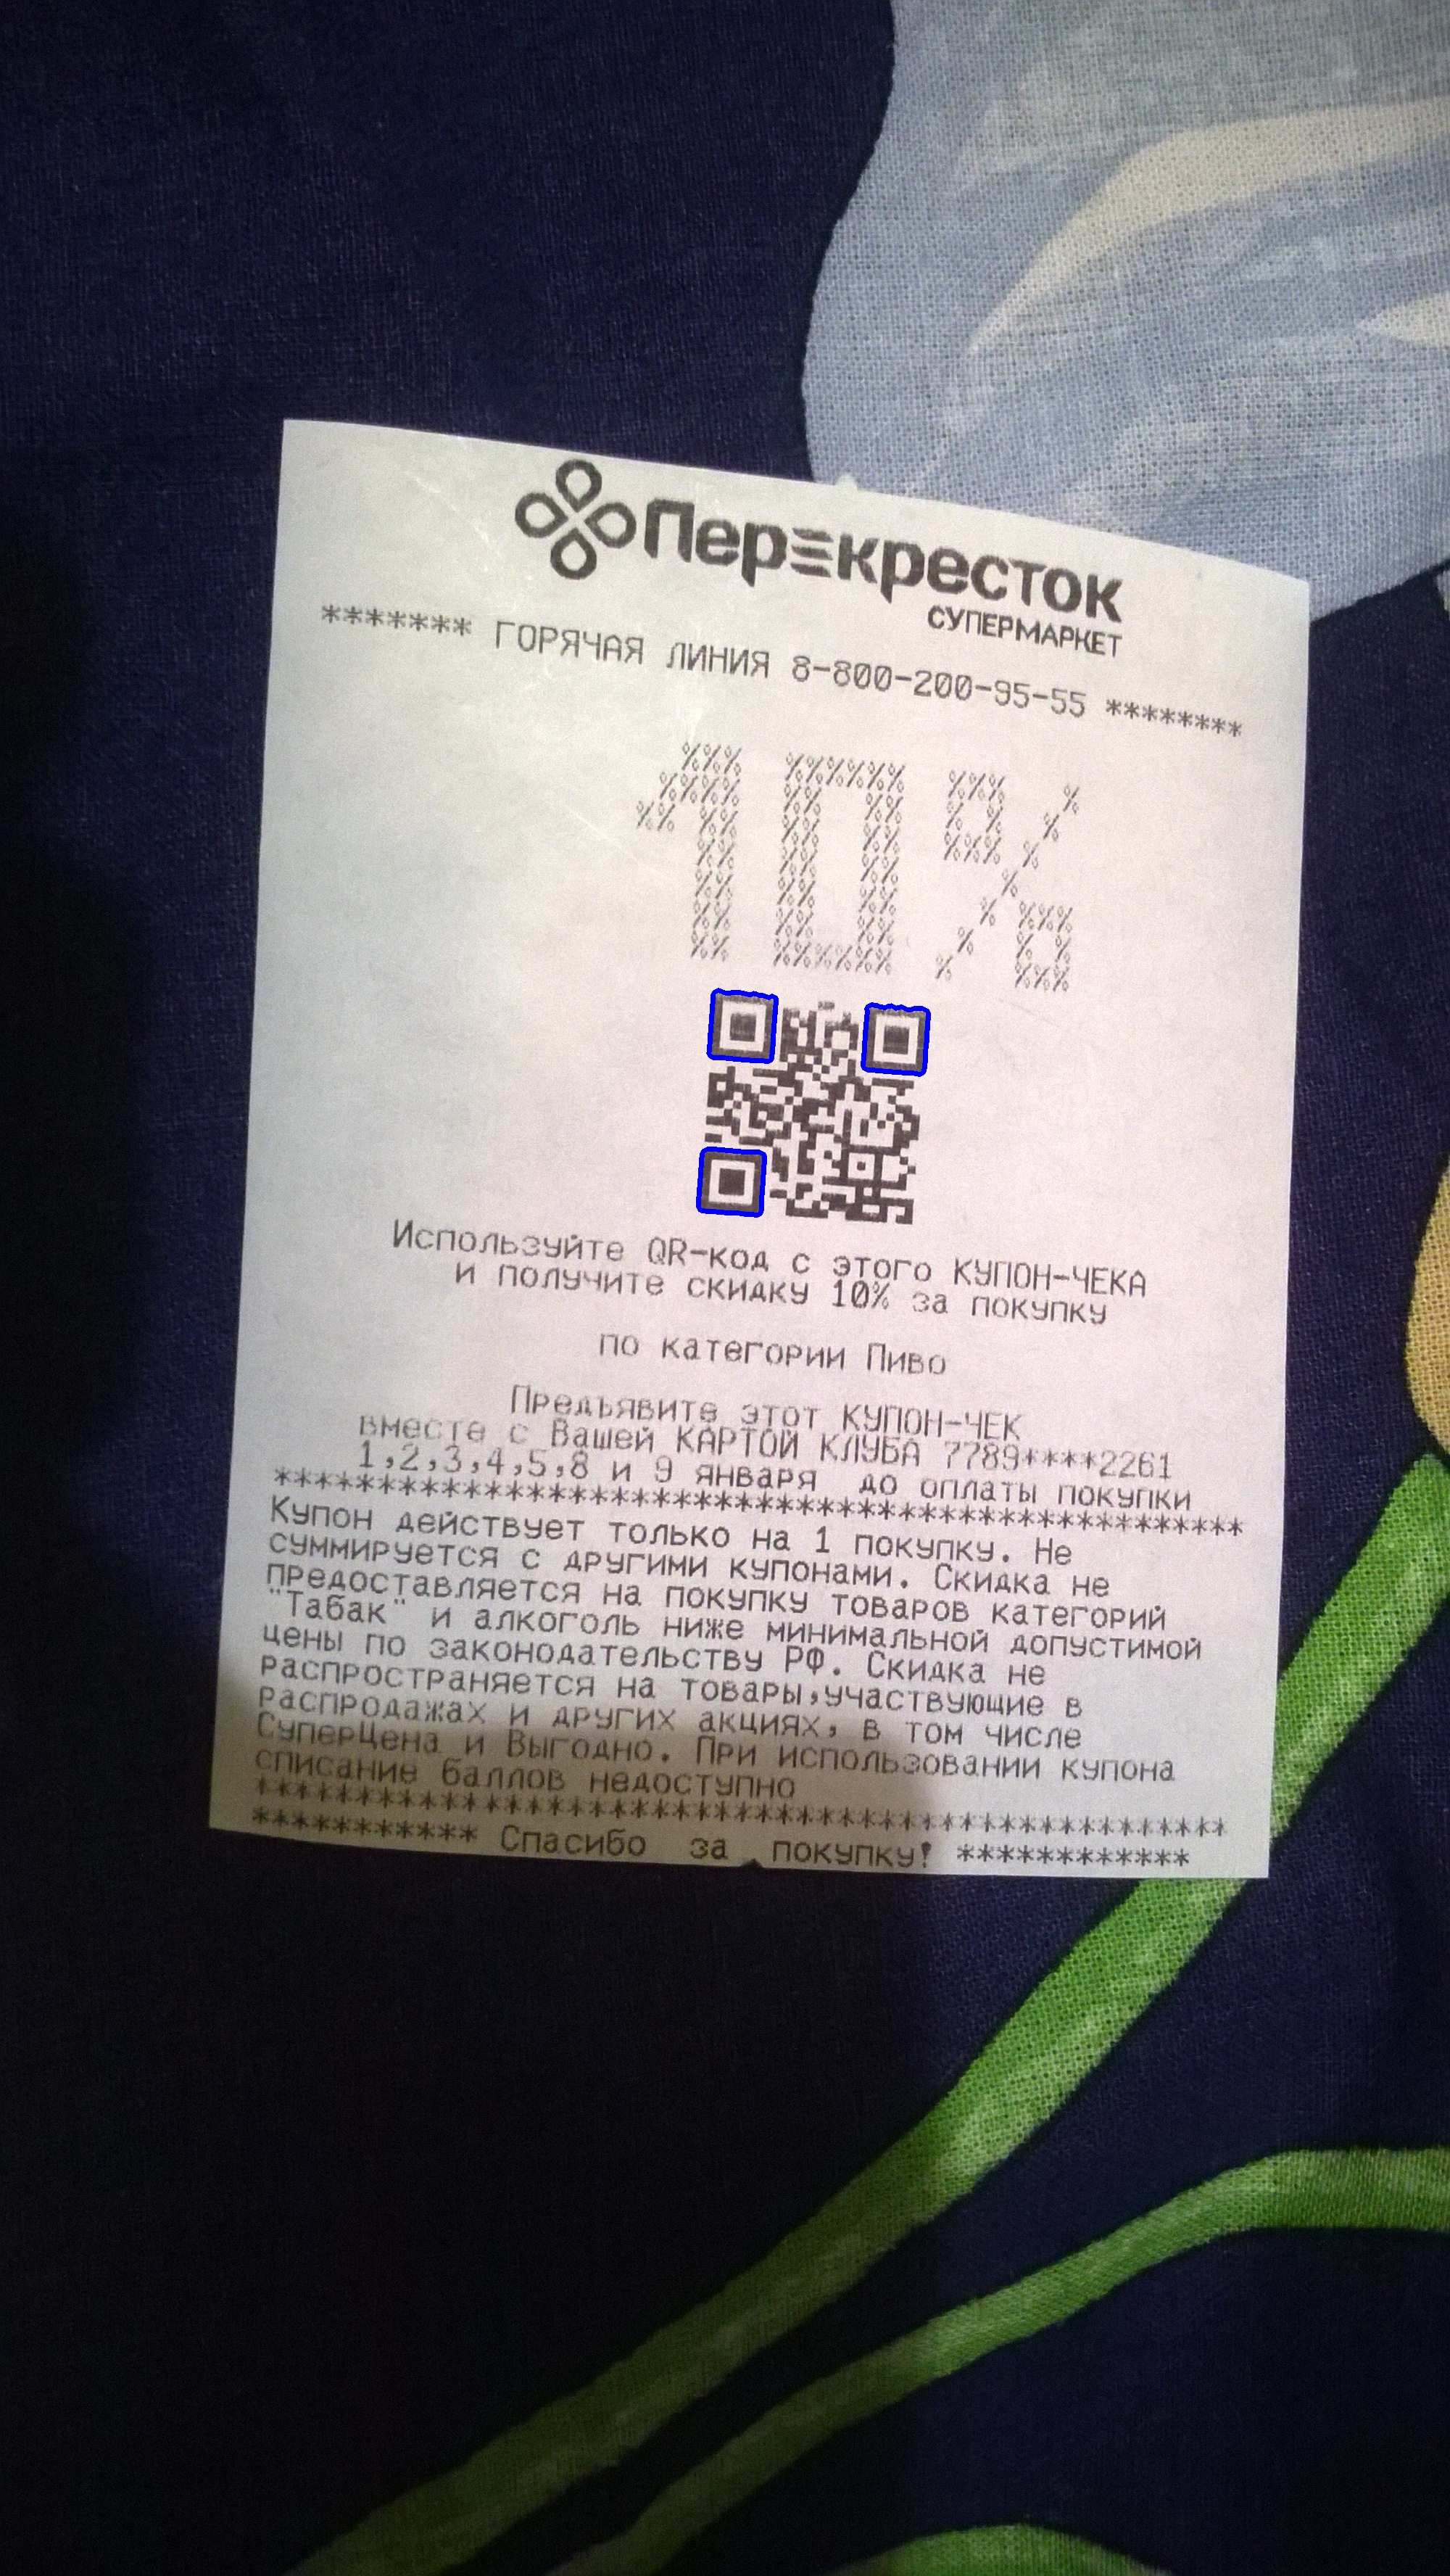 Перекресток
СУПЕРМАРКЕТ
******* ГОРЯЧАЯ ЛИНИЯ 8-800-200-95-55 ********
10%
Используйте QR-код с этого КУПОН-ЧЕКА
и получите скидку 10% за покупку
по категории Пиво
Предъявите этот КУПОН-ЧЕК
вместе с Вашей КАРТОЙ КЛУБА 7789****2261
1,2,3,4,5,8 и 9 января до оплаты покупки
************************************************
Купон действует только на 1 покупку. Не
суммируется с другими купонами. Скидка не
предоставляется на покупку товаров категорий
"Табак" и алкоголь ниже минимальной допустимой
цены по законодательству РФ. Скидка не
распространяется на товары,участвующие в
распродажах и других акциях, в том числе
СуперЦена и Выгодно. При использовании купона
списание баллов недоступно
************************************************
*********** Спасибо за покупку! ************